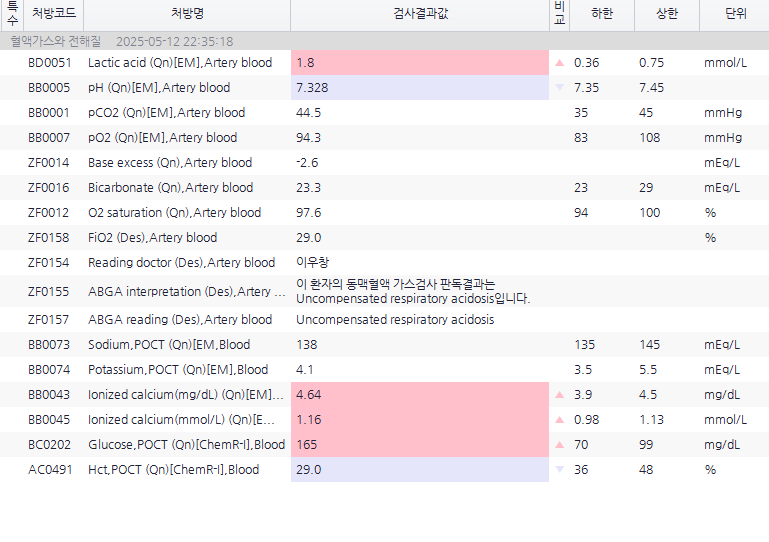 특수 처방코드 처방명 검사결과값 비교 하한 상한 단위
혈액가스와 전해질 2025-05-12 22:35:18
BD0051 Lactic acid (Qn)[EM],Artery blood 1.8 ▲ 0.36 0.75 mmol/L
BB0005 pH (Qn)[EM],Artery blood 7.328 ▼ 7.35 7.45
BB0001 pCO2 (Qn)[EM],Artery blood 44.5 35 45 mmHg
BB0007 pO2 (Qn)[EM],Artery blood 94.3 83 108 mmHg
ZF0014 Base excess (Qn),Artery blood -2.6 mEq/L
ZF0016 Bicarbonate (Qn),Artery blood 23.3 23 29 mEq/L
ZF0012 O2 saturation (Qn),Artery blood 97.6 94 100 %
ZF0158 FiO2 (Des),Artery blood 29.0 %
ZF0154 Reading doctor (Des),Artery blood 이우창
ZF0155 ABGA interpretation (Des),Artery ... 이 환자의 동맥혈액 가스검사 판독결과는
Uncompensated respiratory acidosis입니다.
ZF0157 ABGA reading (Des),Artery blood Uncompensated respiratory acidosis
BB0073 Sodium,POCT (Qn)[EM,Blood 138 135 145 mEq/L
BB0074 Potassium,POCT (Qn)[EM],Blood 4.1 3.5 5.5 mEq/L
BB0043 Ionized calcium(mg/dL) (Qn)[EM]... 4.64 ▲ 3.9 4.5 mg/dL
BB0045 Ionized calcium(mmol/L) (Qn)[E... 1.16 ▲ 0.98 1.13 mmol/L
BC0202 Glucose,POCT (Qn)[ChemR-I],Blood 165 ▲ 70 99 mg/dL
AC0491 Hct,POCT (Qn)[ChemR-I],Blood 29.0 ▼ 36 48 %